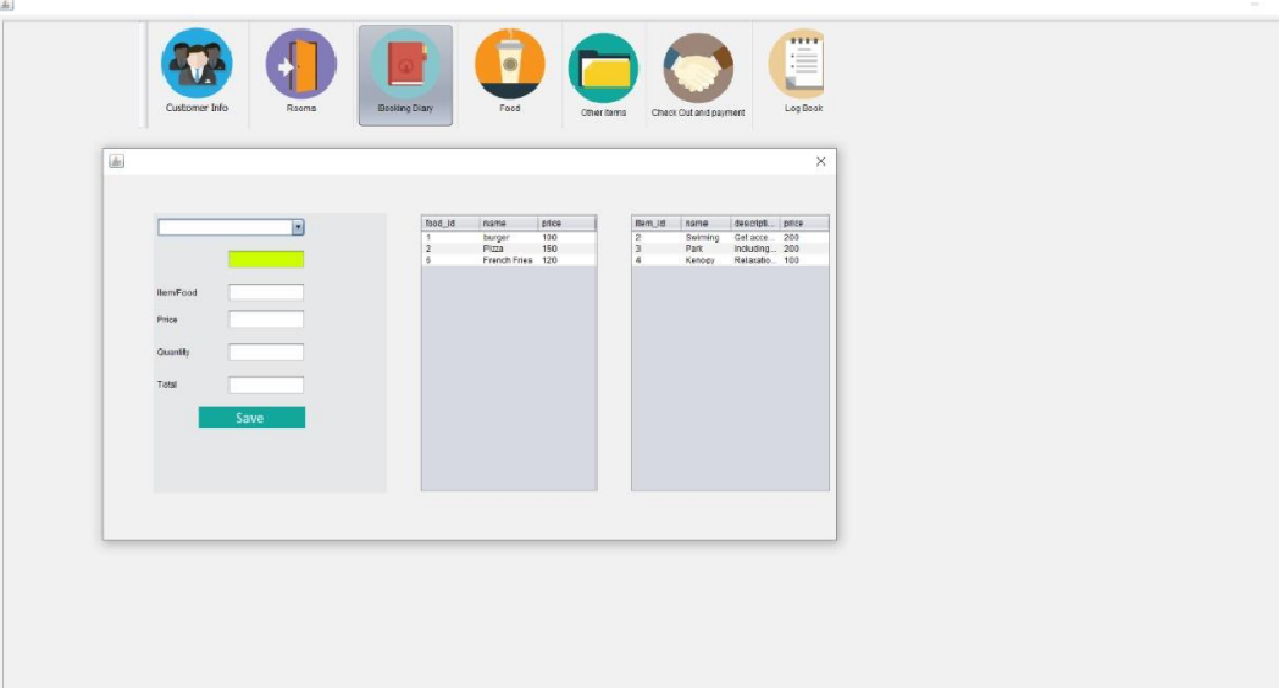 Customer Info
Rooms
Booking Diary
Food
Other Items
Check Out and payment
Log Book
food_id name price
1 burger 100
2 Pizza 150
5 French Fries 120
Item_id name descripti... price
2 Swiming Get acce... 200
3 Park Including... 300
4 Kenopy Relaxatio... 100
Item/Food
Price
Quantity
Total
Save